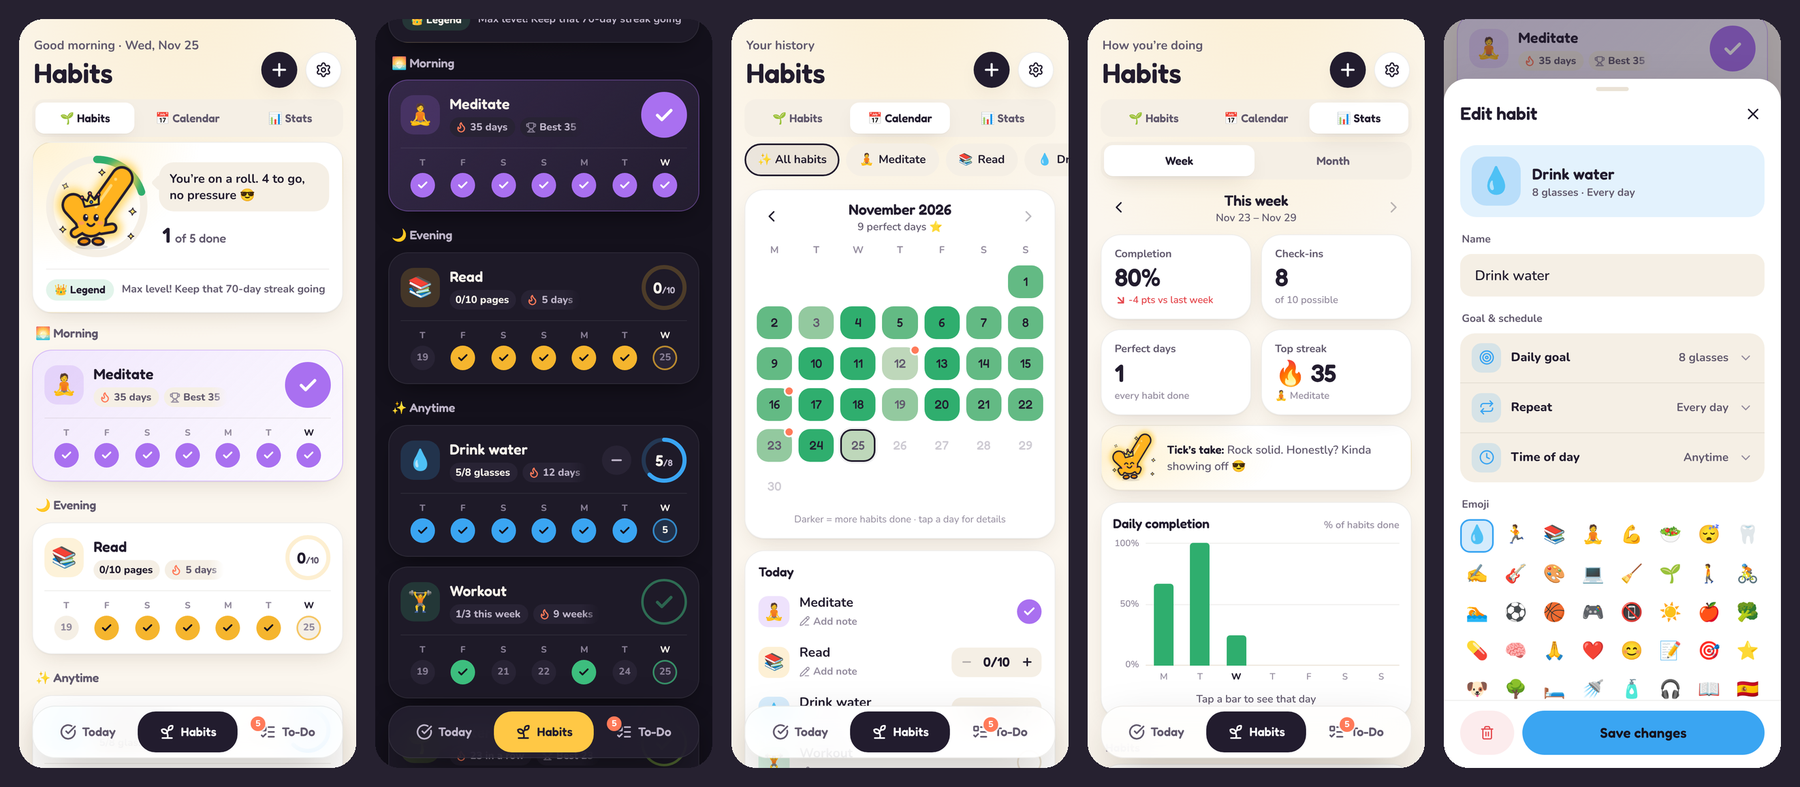 Good morning · Wed, Nov 25
Habits
Habits
Calendar
Stats
You're on a roll. 4 to go,
no pressure
1 of 5 done
Legend
Max level! Keep that 70-day streak going
Morning
Meditate
35 days
Best 35
T F S S M T W
Evening
Read
0/10
0/10 pages
5 days
T F S S M T W
19
25
Anytime
Today
Habits
5
To-Do
Legend
Max level! Keep that 70-day streak going
Morning
Meditate
35 days
Best 35
T F S S M T W
Evening
Read
0/10 pages
5 days
0/10
T F S S M T W
19
25
Anytime
Drink water
5/8 glasses
12 days
5/8
T F S S M T W
5
Workout
1/3 this week
9 weeks
T F S S M T W
19 21 22 24 25
Today
Habits
5
To-Do
Your history
Habits
Habits
Calendar
Stats
All habits
Meditate
Read
Dr
November 2026
9 perfect days
M T W T F S S
1
2 3 4 5 6 7 8
9 10 11 12 13 14 15
16 17 18 19 20 21 22
23 24 25 26 27 28 29
30
Darker = more habits done · tap a day for details
Today
Meditate
Add note
Read
Add note
0/10
Drink water
Workout
Today
Habits
5
To-Do
How you're doing
Habits
Habits
Calendar
Stats
Week
Month
This week
Nov 23 – Nov 29
Completion
80%
-4 pts vs last week
Check-ins
8
of 10 possible
Perfect days
1
every habit done
Top streak
35
Meditate
Tick's take: Rock solid. Honestly? Kinda
showing off
Daily completion
% of habits done
100%
50%
0%
M T W T F S S
Tap a bar to see that day
Today
Habits
5
To-Do
Meditate
35 days
Best 35
Edit habit
Drink water
8 glasses · Every day
Name
Drink water
Goal & schedule
Daily goal
8 glasses
Repeat
Every day
Time of day
Anytime
Emoji
Save changes